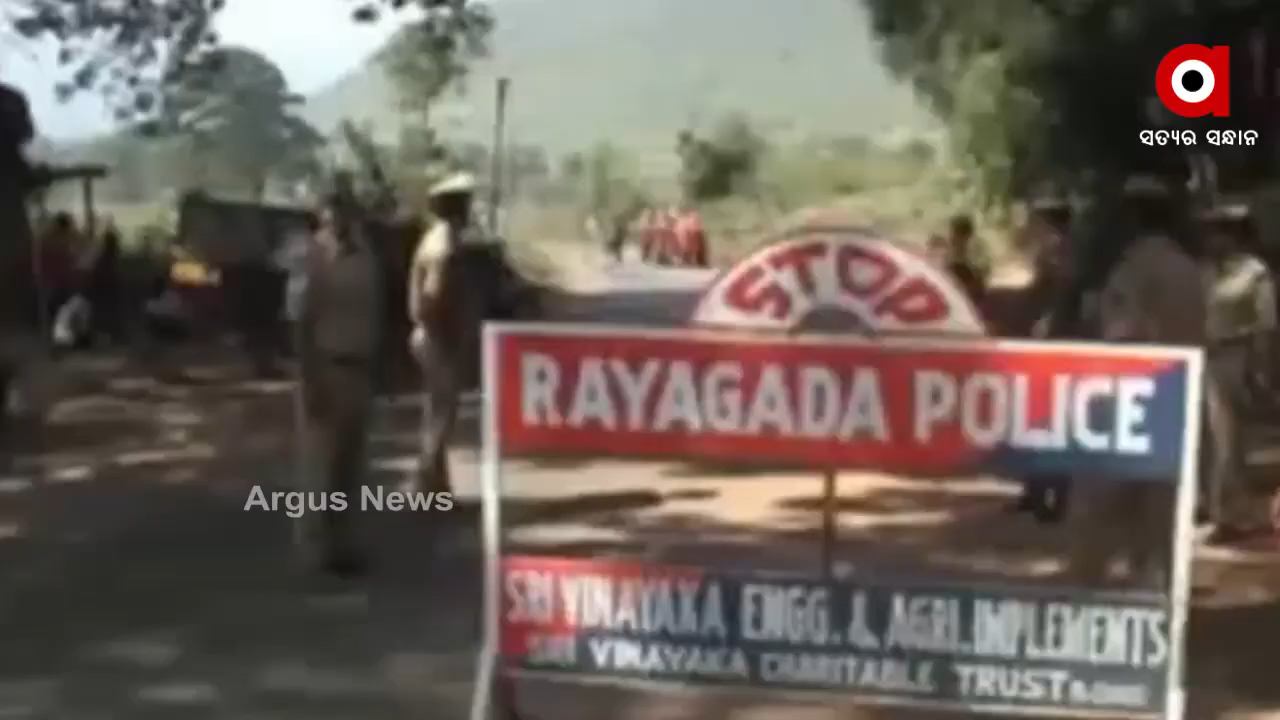 ସତ୍ୟର ସନ୍ଧାନ
STOP
RAYAGADA POLICE
Argus News
SRI VINAYAKA ENGG. & AGRI. IMPLEMENTS
SRI VINAYAKA CHARITABLE TRUST